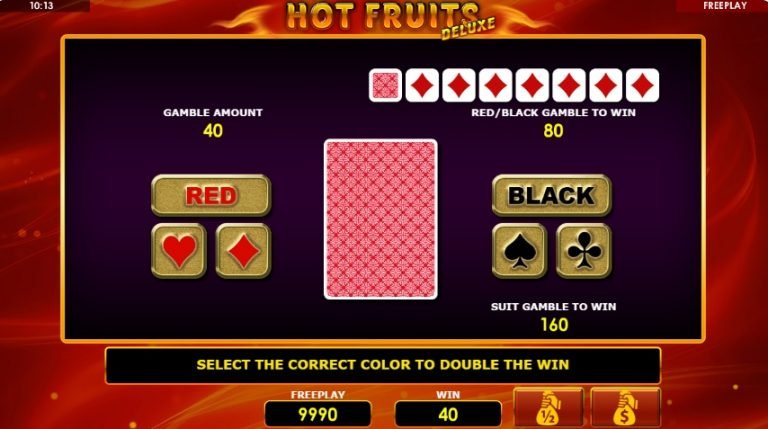 10:13
HOT FRUITS
DELUXE
FREEPLAY
GAMBLE AMOUNT
40
RED/BLACK GAMBLE TO WIN
80
RED
BLACK
SUIT GAMBLE TO WIN
160
SELECT THE CORRECT COLOR TO DOUBLE THE WIN
FREEPLAY
9990
WIN
40
½
$